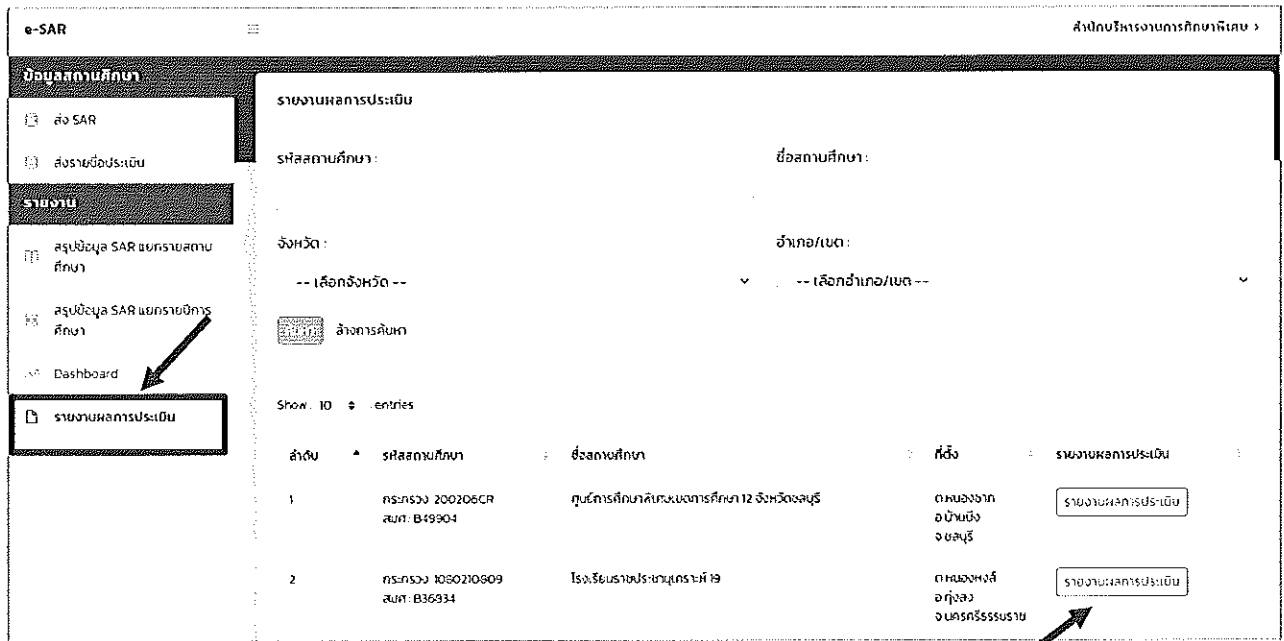 e-SAR
สำนักบริหารงานการศึกษาพิเศษ >
ข้อมูลสถานศึกษา
ส่ง SAR
ส่งรายชื่อประเมิน
รายงาน
สรุปข้อมูล SAR แยกรายสถาน
ศึกษา
สรุปข้อมูล SAR แยกรายปีการ
ศึกษา
Dashboard
รายงานผลการประเมิน
รายงานผลการประเมิน
รหัสสถานศึกษา :
ชื่อสถานศึกษา :
จังหวัด :
อำเภอ/เขต :
-- เลือกจังหวัด --
-- เลือกอำเภอ/เขต --
ค้นหา ล้างการค้นหา
Show 10 entries
ลำดับ รหัสสถานศึกษา ชื่อสถานศึกษา ที่ตั้ง รายงานผลการประเมิน
1 กระทรวง 200206CR ศูนย์การศึกษาพิเศษเขตการศึกษา 12 จังหวัดชลบุรี ต.หนองชาก รายงานผลการประเมิน
สมศ: B49904 อ.บ้านบึง
จ.ชลบุรี
2 กระทรวง 1080210809 โรงเรียนราชประชานุเคราะห์ 19 ต.หนองหงส์ รายงานผลการประเมิน
สมศ: B36934 อ.ทุ่งสง
จ.นครศรีธรรมราช